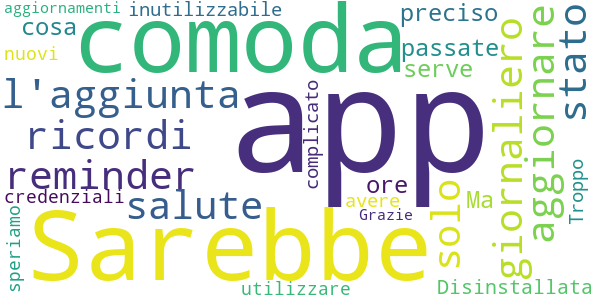 aggiornamenti
inutilizzabile
cosa
nuovi
comoda
preciso
passate
serve
l'aggiunta
ricordi
reminder
credenziali
salute
app
complicato
ore
avere
Grazie
Sarebbe
speriamo
utilizzare
solo
Ma
Disinstallata
giornaliero
aggiornare
stato
Troppo